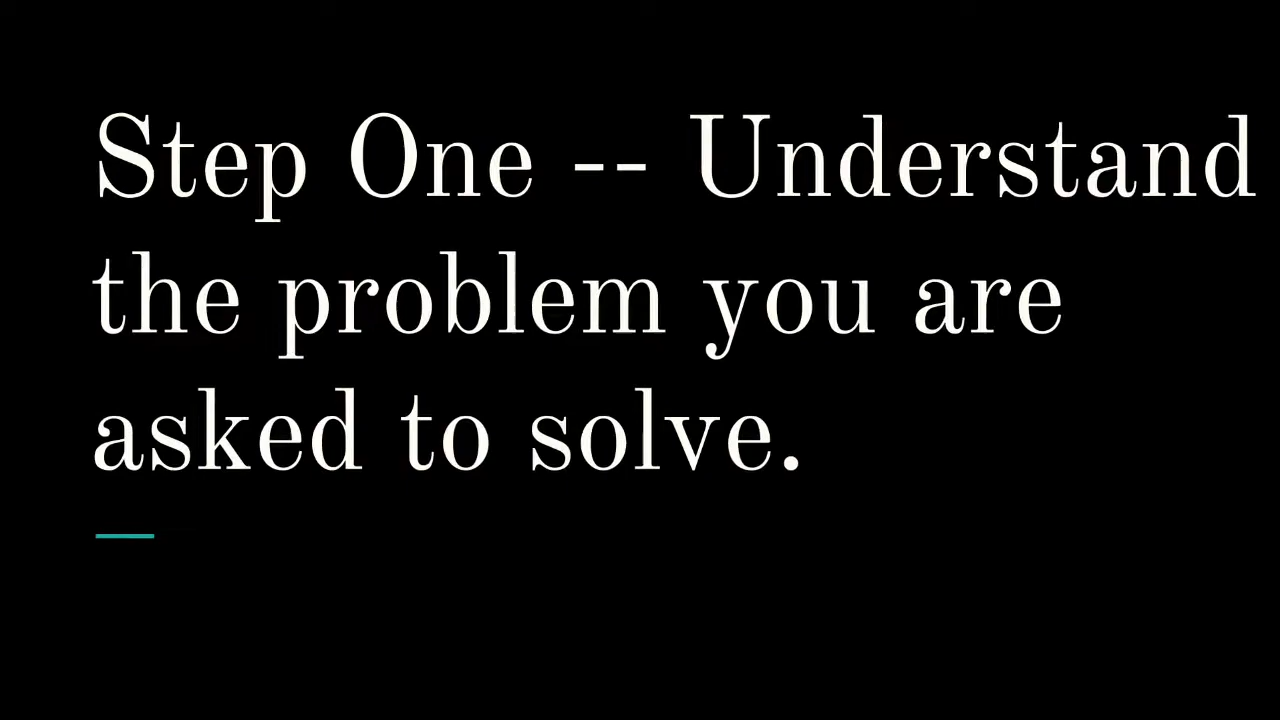 Step One -- Understand
the problem you are
asked to solve.